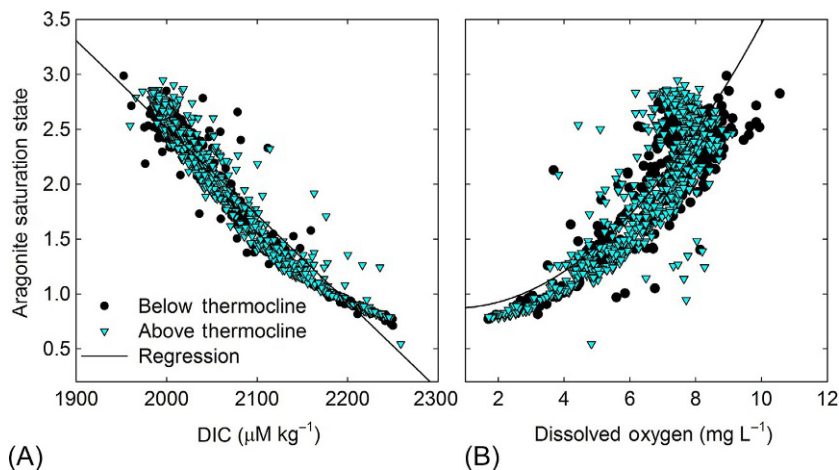 Aragonite saturation state
3.5
3.0
2.5
2.0
1.5
1.0
0.5
Below thermocline
Above thermocline
Regression
1900 2000 2100 2200 2300
2 4 6 8 10 12
DIC (μM kg⁻¹)
Dissolved oxygen (mg L⁻¹)
(A)
(B)